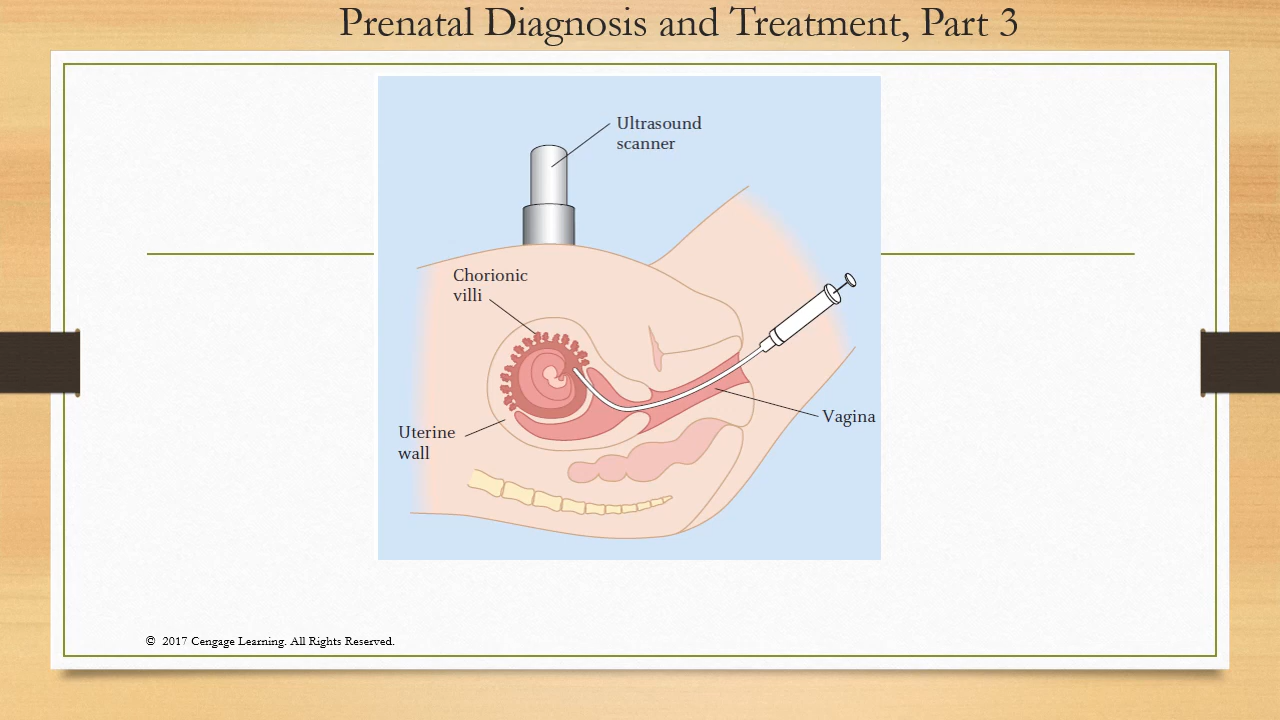 Prenatal Diagnosis and Treatment, Part 3
Ultrasound
scanner
Chorionic
villi
Uterine
wall
Vagina
© 2017 Cengage Learning. All Rights Reserved.